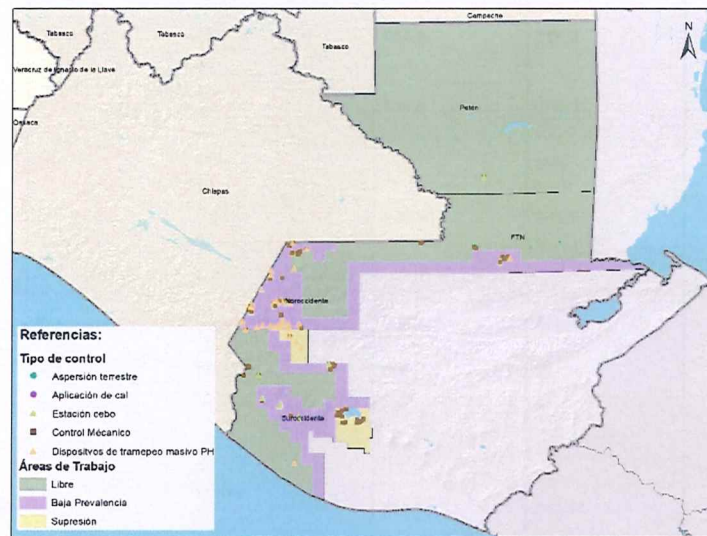 Campeche
N
Tabasco
Tabasco
Tabasco
Veracruz de Ignacio de la Llave
Oaxaca
Petén
Chiapas
FTN
Noroccidente
Suroccidente
Referencias:
Tipo de control
Aspersión terrestre
Aplicación de cal
Estación cebo
Control Mécanico
Dispositvos de trampeo masivo PH
Áreas de Trabajo
Libre
Baja Prevalencia
Supresión